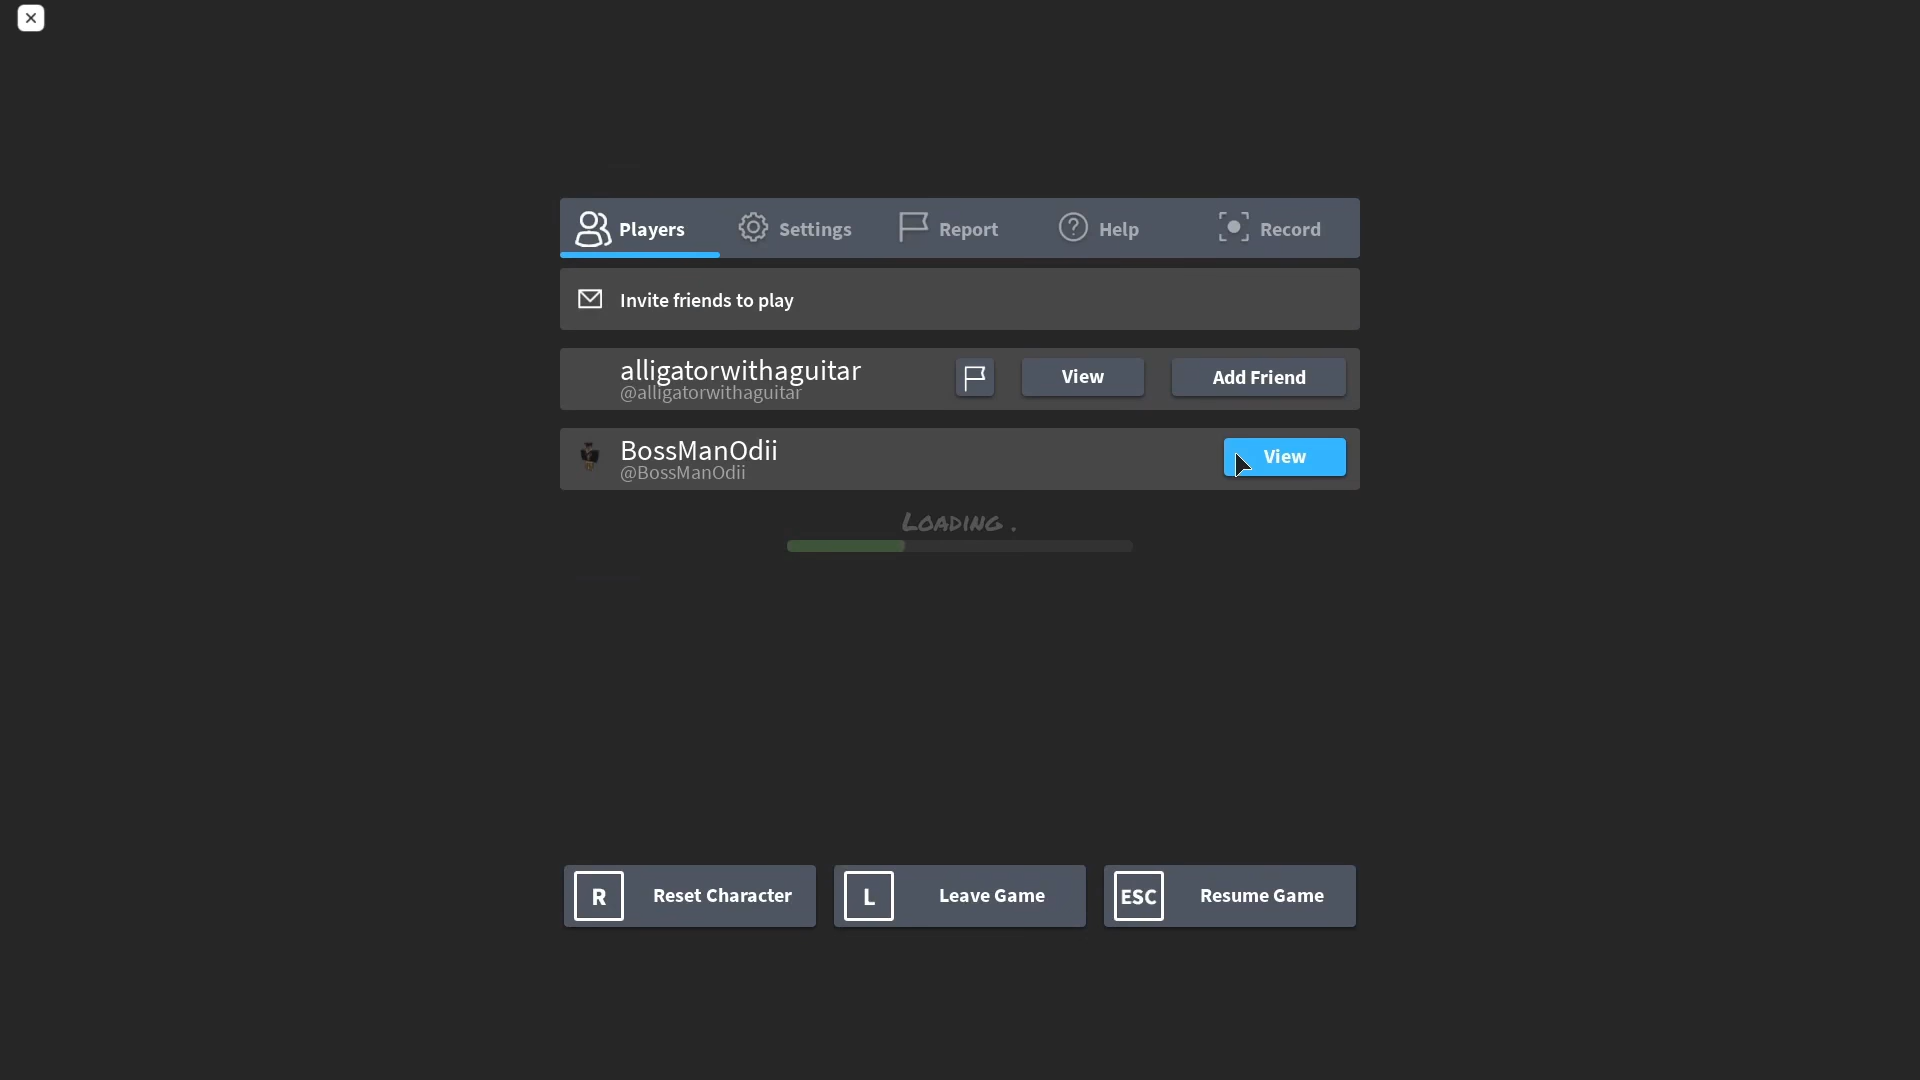 Players Settings Report Help Record
Invite friends to play
alligatorwithaguitar
@alligatorwithaguitar
View Add Friend
BossManOdii
@BossManOdii
View
Loading .
R Reset Character L Leave Game ESC Resume Game